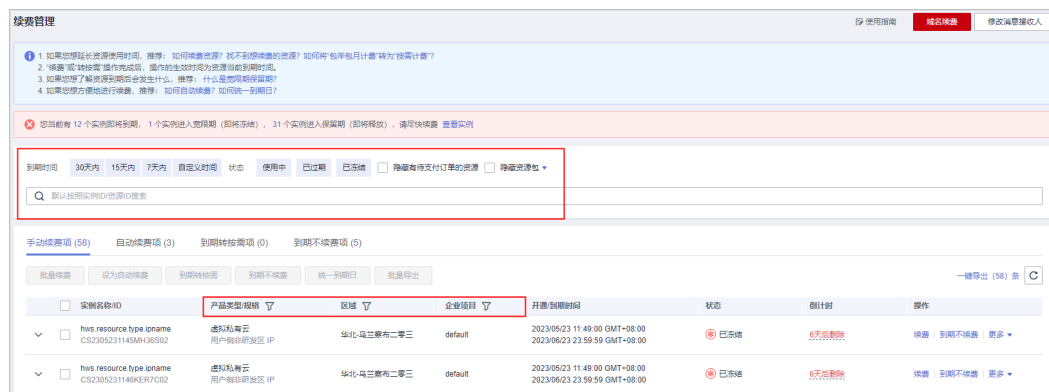 续费管理
使用指南
域名续费
修改消息接收人
1. 如果您想延长资源使用时间，推荐： 如何续费资源？找不到想续费的资源？如何将“包年包月计费”转为“按需计费”？
2. “续费”或“转按需”操作完成后，操作的生效时间为资源当前到期时间。
3. 如果您想了解资源到期后会发生什么，推荐： 什么是宽限期保留期？
4. 如果您想方便地进行续费，推荐： 如何自动续费？如何统一到期日？
您当前有 12 个实例即将到期， 1 个实例进入宽限期（即将冻结）， 31 个实例进入保留期（即将释放），请尽快续费 查看实例
到期时间 30天内 15天内 7天内 自定义时间 状态 使用中 已过期 已冻结 隐藏有待支付订单的资源 隐藏资源包
默认按照实例ID/资源ID搜索
手动续费项 (58) 自动续费项 (3) 到期转按需项 (0) 到期不续费项 (5)
批量续费 设为自动续费 到期转按需 到期不续费 统一到期日 批量导出 一键导出（58）条
实例名称/ID 产品类型/规格 区域 企业项目 开通/到期时间 状态 倒计时 操作
hws.resource.type.ipname 虚拟私有云 华北-乌兰察布二零三 default 2023/05/23 11:49:00 GMT+08:00 已冻结 6天后删除 续费 到期不续费 更多
CS2305231145MH36S02 用户侧非研发区 IP 2023/06/23 23:59:59 GMT+08:00
hws.resource.type.ipname 虚拟私有云 华北-乌兰察布二零三 default 2023/05/23 11:49:00 GMT+08:00 已冻结 6天后删除 续费 到期不续费 更多
CS2305231146KER7C02 用户侧非研发区 IP 2023/06/23 23:59:59 GMT+08:00